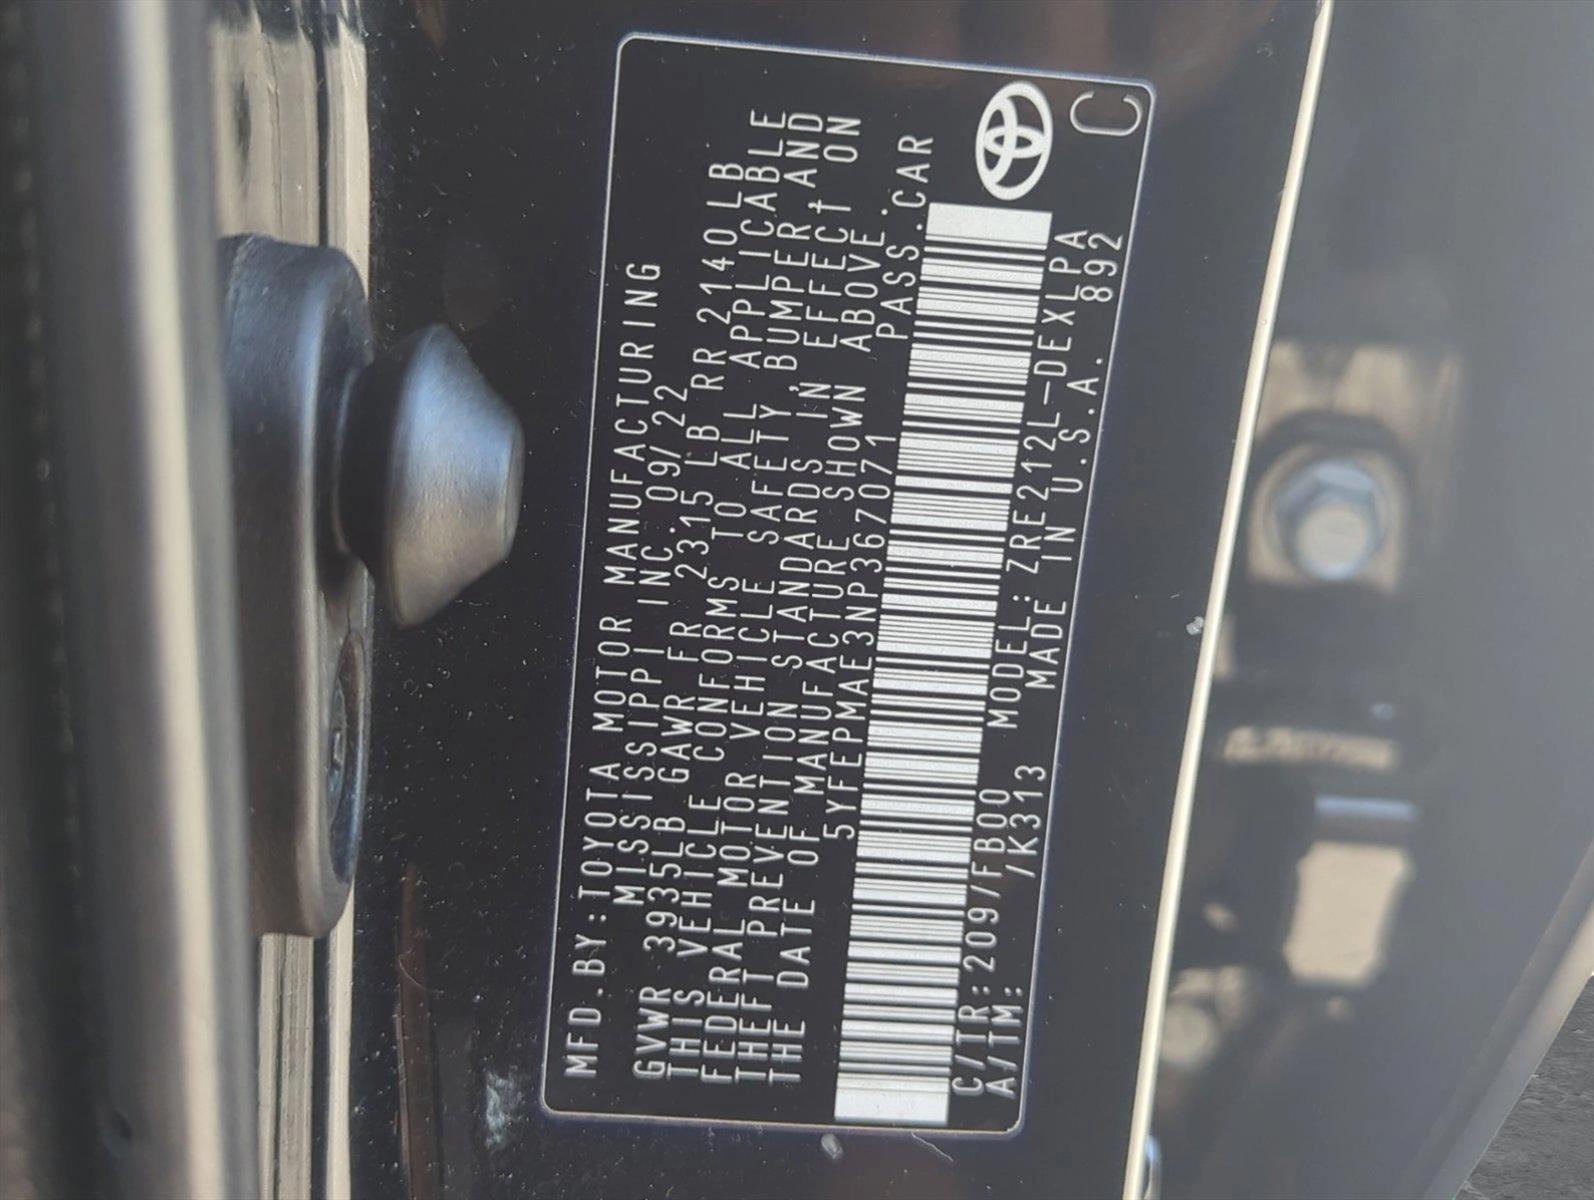 MFD.BY:TOYOTA MOTOR MANUFACTURING
MISSISSIPPI INC. 09/22
GVWR 3935LB GAWR FR 2315LB RR 2140LB
THIS VEHICLE CONFORMS TO ALL APPLICABLE
FEDERAL MOTOR VEHICLE SAFETY,BUMPER AND
THEFT PREVENTION STANDARDS IN EFFECT ON
THE DATE OF MANUFACTURE SHOWN ABOVE.
5YFEPMAE3NP367071 PASS.CAR
C/TR:209/FB00 MODEL:ZRE212L-DEXLPA
A/TM: /K313 MADE IN U.S.A. 892
C